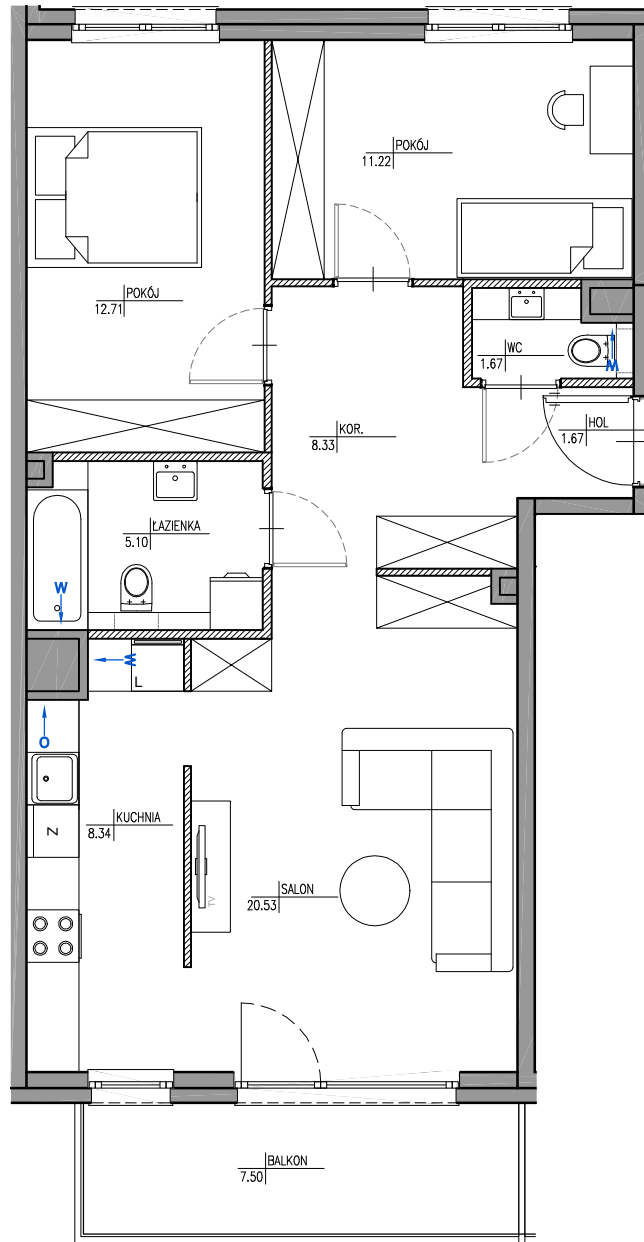 POKÓJ
11.22
POKÓJ
12.71
WC
1.67
W
HOL
1.67
KOR.
8.33
ŁAZIENKA
5.10
W
W
L
O
KUCHNIA
8.34
Z
TV
SALON
20.53
BALKON
7.50